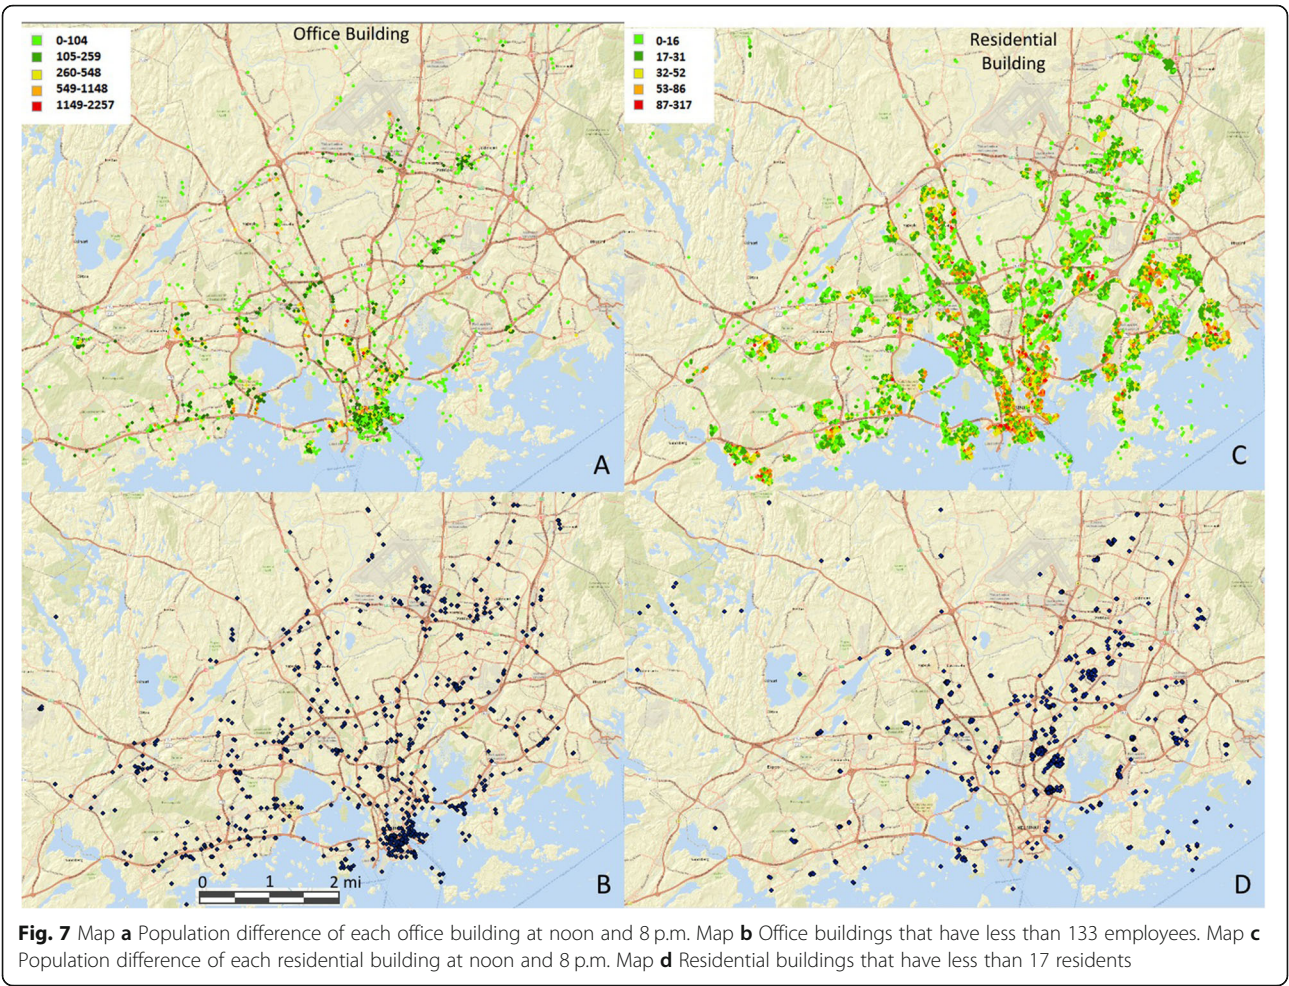 Office Building
0-104
105-259
260-548
549-1148
1149-2257
A
Residential
Building
0-16
17-31
32-52
53-86
87-317
C
0 1 2 mi
B
D
Fig. 7 Map a Population difference of each office building at noon and 8 p.m. Map b Office buildings that have less than 133 employees. Map c
Population difference of each residential building at noon and 8 p.m. Map d Residential buildings that have less than 17 residents